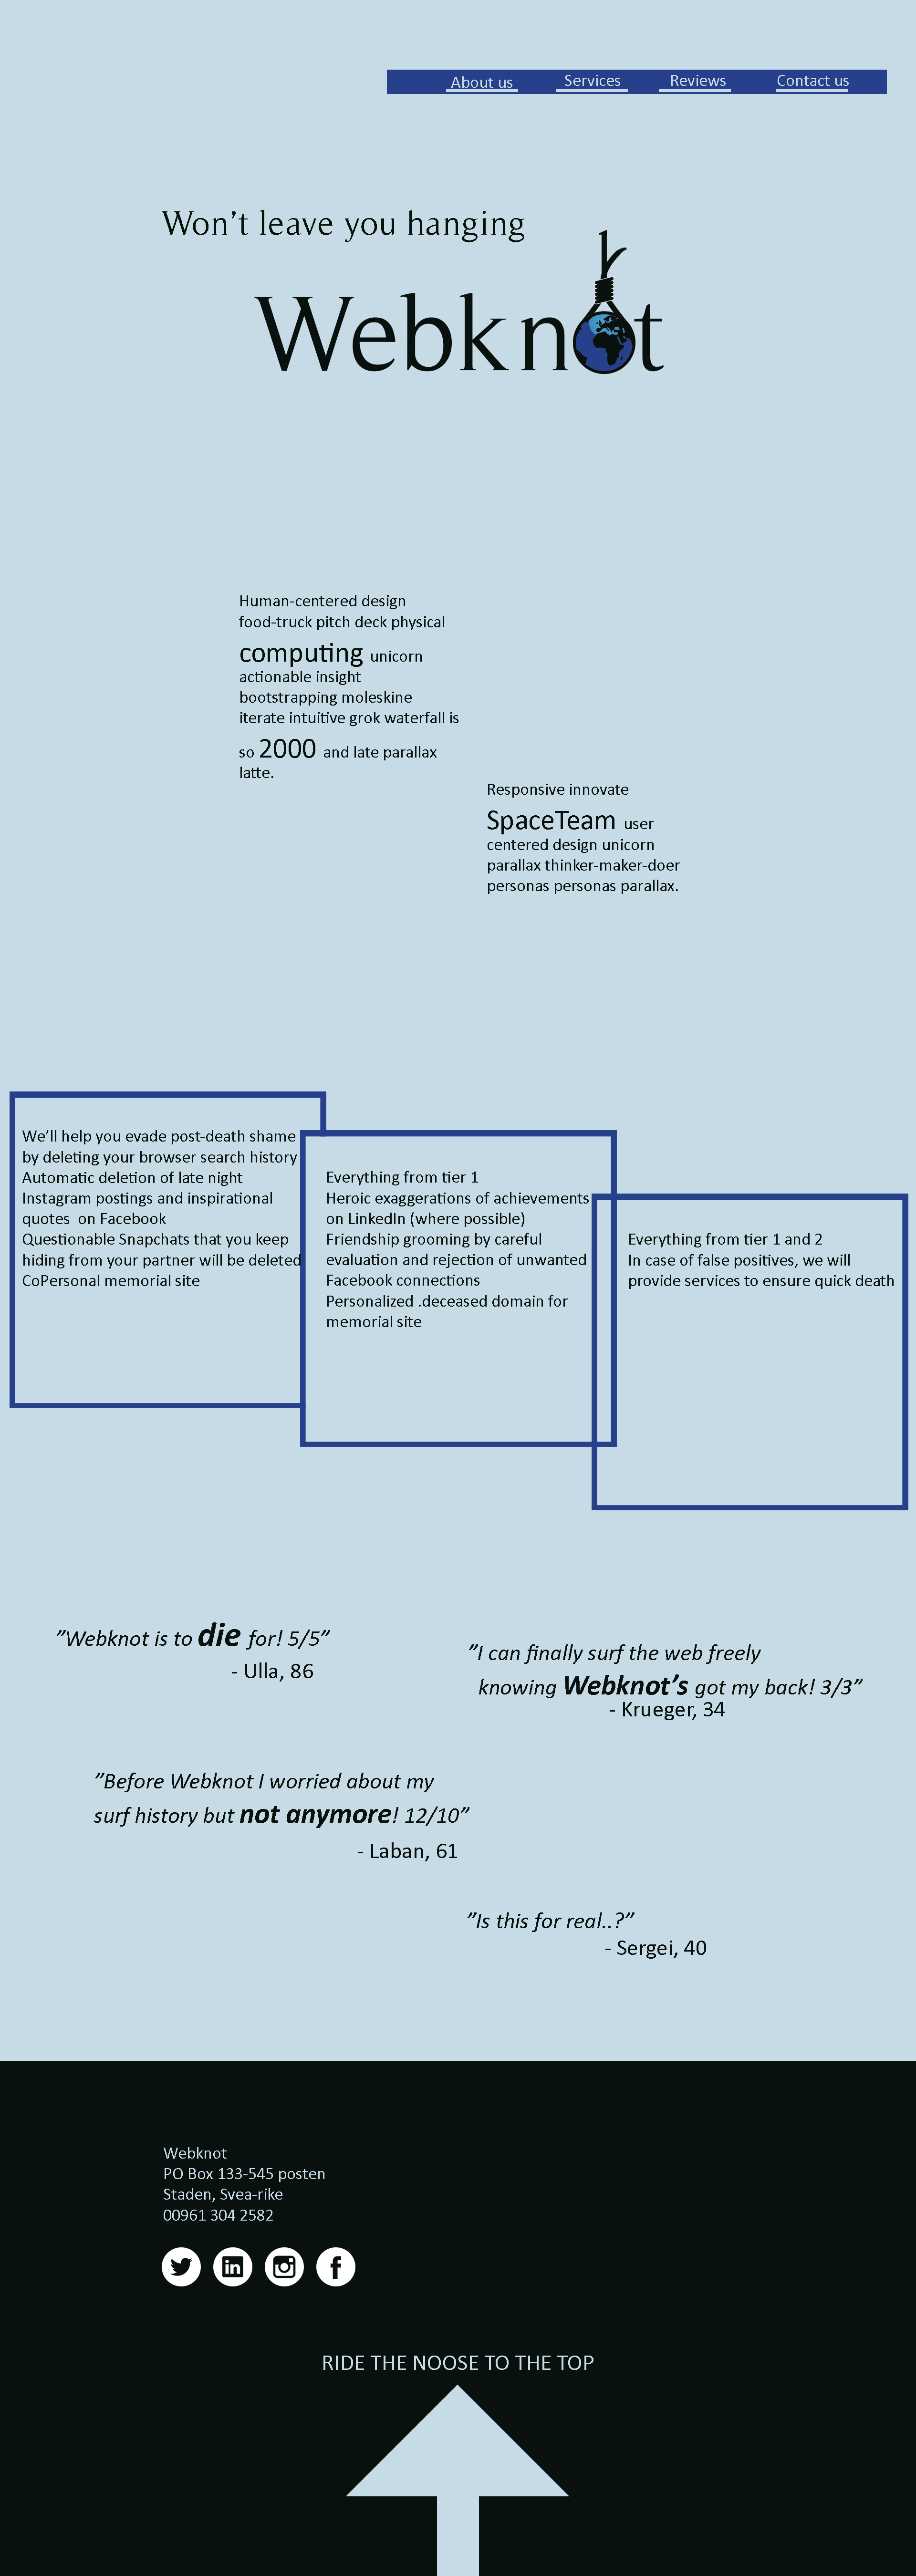 About us Services Reviews Contact us
Won't leave you hanging
Webknot
Human-centered design
food-truck pitch deck physical
computing unicorn
actionable insight
bootstrapping moleskine
iterate intuitive grok waterfall is
so 2000 and late parallax
latte.
Responsive innovate
SpaceTeam user
centered design unicorn
parallax thinker-maker-doer
personas personas parallax.
We'll help you evade post-death shame
by deleting your browser search history
Automatic deletion of late night
Instagram postings and inspirational
quotes on Facebook
Questionable Snapchats that you keep
hiding from your partner will be deleted
CoPersonal memorial site
Everything from tier 1
Heroic exaggerations of achievements
on LinkedIn (where possible)
Friendship grooming by careful
evaluation and rejection of unwanted
Facebook connections
Personalized .deceased domain for
memorial site
Everything from tier 1 and 2
In case of false positives, we will
provide services to ensure quick death
”Webknot is to die for! 5/5”
- Ulla, 86
”I can finally surf the web freely
knowing Webknot's got my back! 3/3”
- Krueger, 34
”Before Webknot I worried about my
surf history but not anymore! 12/10”
- Laban, 61
”Is this for real..?”
- Sergei, 40
Webknot
PO Box 133-545 posten
Staden, Svea-rike
00961 304 2582
RIDE THE NOOSE TO THE TOP